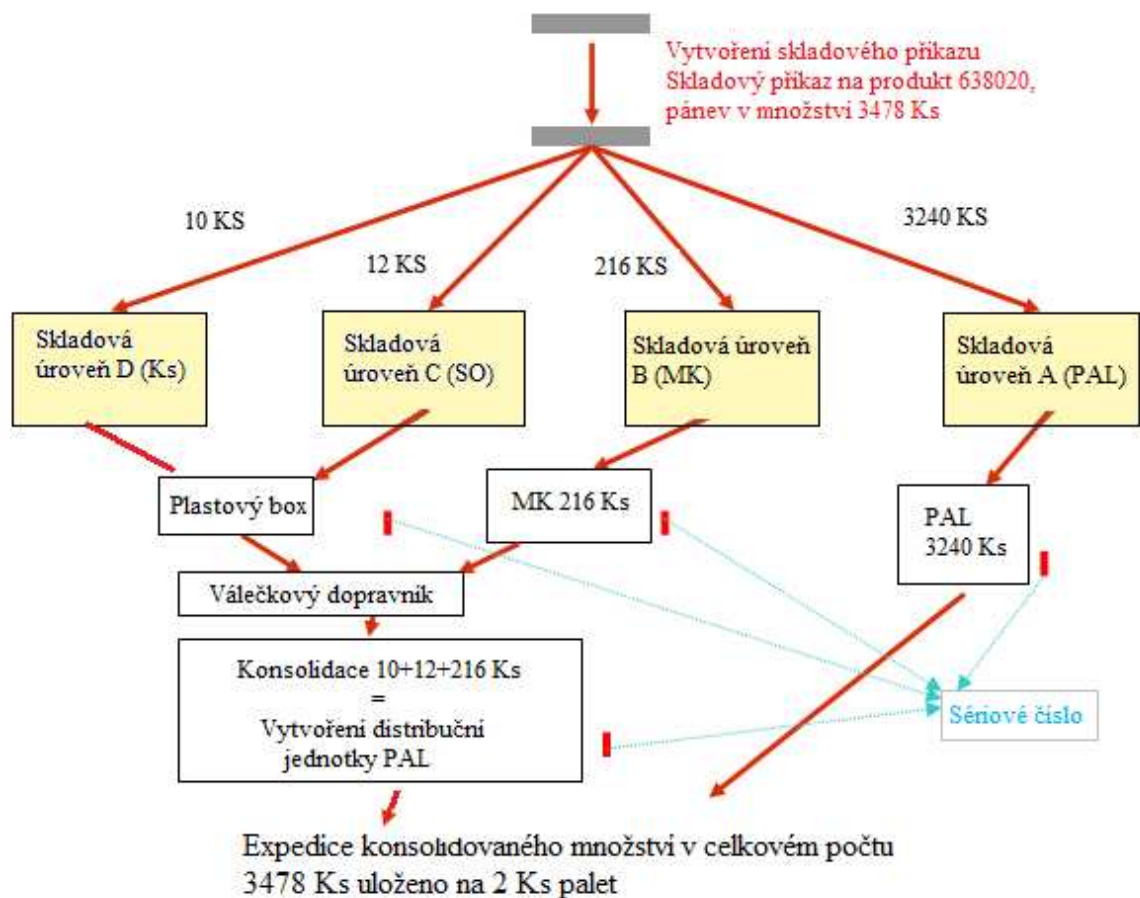 Vytvoření skladového příkazu
Skladový příkaz na produkt 638020,
pánev v množství 3478 Ks
10 KS
12 KS
216 KS
3240 KS
Skladová
úroveň D (Ks)
Skladová
úroveň C (SO)
Skladová úroveň
B (MK)
Skladová
úroveň A (PAL)
Plastový box
MK 216 Ks
PAL
3240 Ks
Válečkový dopravník
Konsolidace 10+12+216 Ks
=
Vytvoření distribuční
jednotky PAL
Sériové číslo
Expedice konsolidovaného množství v celkovém počtu
3478 Ks uloženo na 2 Ks palet